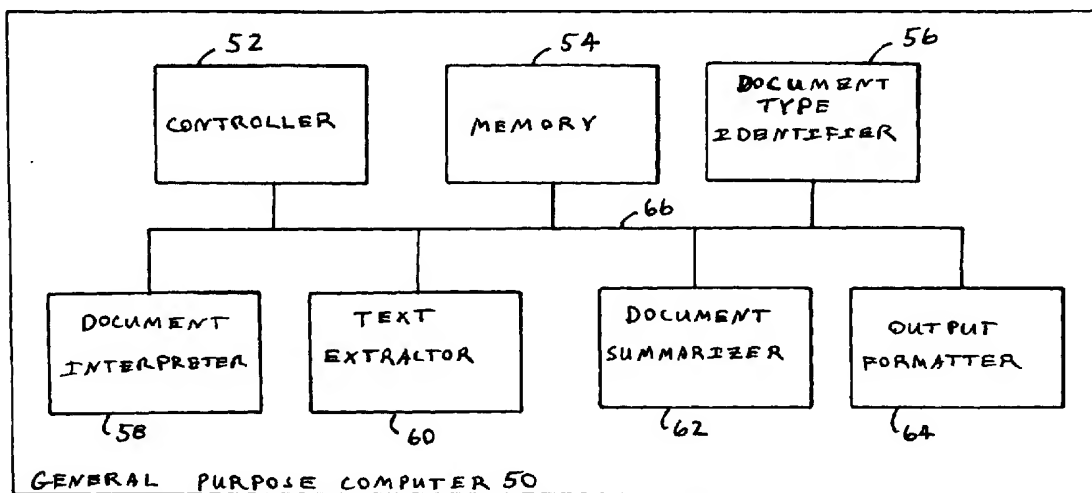 52
CONTROLLER
54
MEMORY
56
DOCUMENT
TYPE
IDENTIFIER
66
DOCUMENT
INTERPRETER
58
TEXT
EXTRACTOR
60
DOCUMENT
SUMMARIZER
62
OUTPUT
FORMATTER
64
GENERAL PURPOSE COMPUTER 50